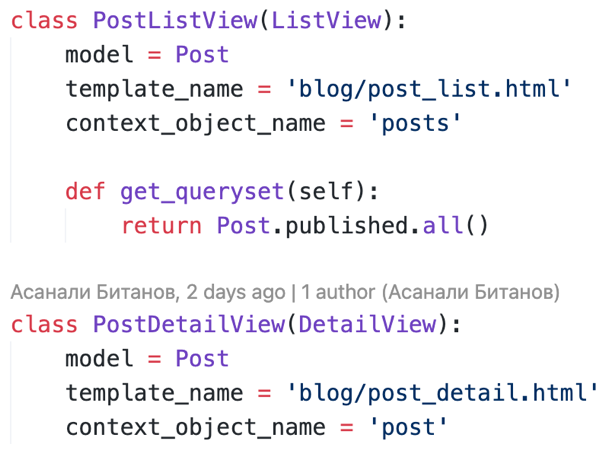 class PostListView(ListView):
    model = Post
    template_name = 'blog/post_list.html'
    context_object_name = 'posts'

    def get_queryset(self):
        return Post.published.all()

Асанали Битанов, 2 days ago | 1 author (Асанали Битанов)
class PostDetailView(DetailView):
    model = Post
    template_name = 'blog/post_detail.html'
    context_object_name = 'post'